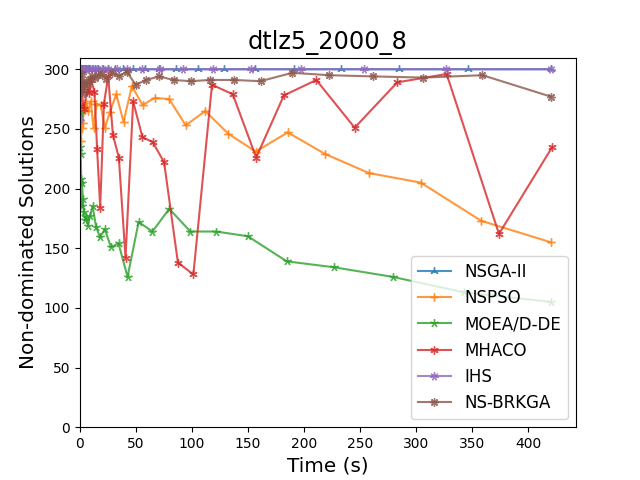 dtlz5_2000_8
Non-dominated Solutions
300
250
200
150
100
50
0
0 50 100 150 200 250 300 350 400
Time (s)
NSGA-II
NSPSO
MOEA/D-DE
MHACO
IHS
NS-BRKGA